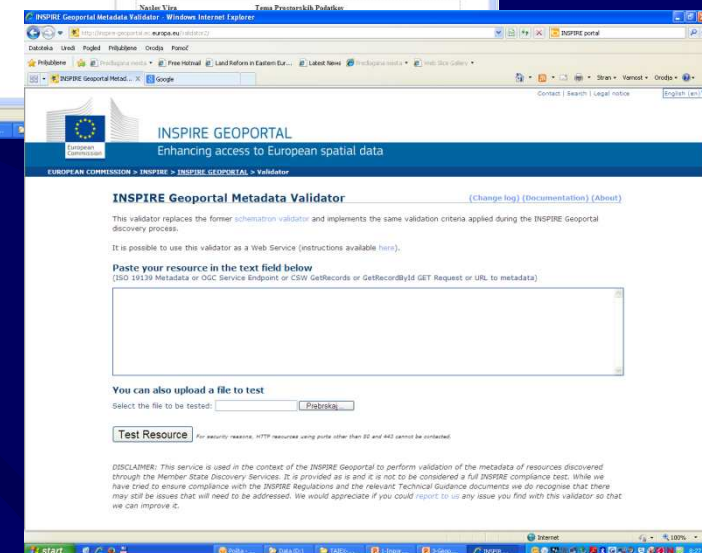 Naslov Vira Tema Prostorskih Podatkov
INSPIRE Geoportal Metadata Validator - Windows Internet Explorer
europa.eu
INSPIRE portal
Datoteka Uredi Pogled Priljubljene Orodja Pomoč
Priljubljene Free Hotmail Land Reform in Eastern Eur... Latest News
INSPIRE Geoportal Metad... X Google Stran Varnost Orodja
Contact | Search | Legal notice English (en)
European
Commission
INSPIRE GEOPORTAL
Enhancing access to European spatial data
EUROPEAN COMMISSION > INSPIRE > INSPIRE GEOPORTAL > Validator
INSPIRE Geoportal Metadata Validator (Change log) (Documentation) (About)
This validator replaces the former schematron validator and implements the same validation criteria applied during the INSPIRE Geoportal
discovery process.
It is possible to use this validator as a Web Service (instructions available here).
Paste your resource in the text field below
(ISO 19139 Metadata or OGC Service Endpoint or CSW GetRecords or GetRecordById GET Request or URL to metadata)
You can also upload a file to test
Select the file to be tested: Prebrskaj...
Test Resource For security reasons, HTTP resources using ports other than 80 and 443 cannot be contacted.
DISCLAIMER: This service is used in the context of the INSPIRE Geoportal to perform validation of the metadata of resources discovered
through the Member State Discovery Services. It is provided as is and it is not to be considered a full INSPIRE compliance test. While we
have tried to ensure compliance with the INSPIRE Regulations and the relevant Technical Guidance documents we do recognise that there
may still be issues that will need to be addressed. We would appreciate if you could report to us any issue you find with this validator so that
we can improve it.
Internet 100%
start